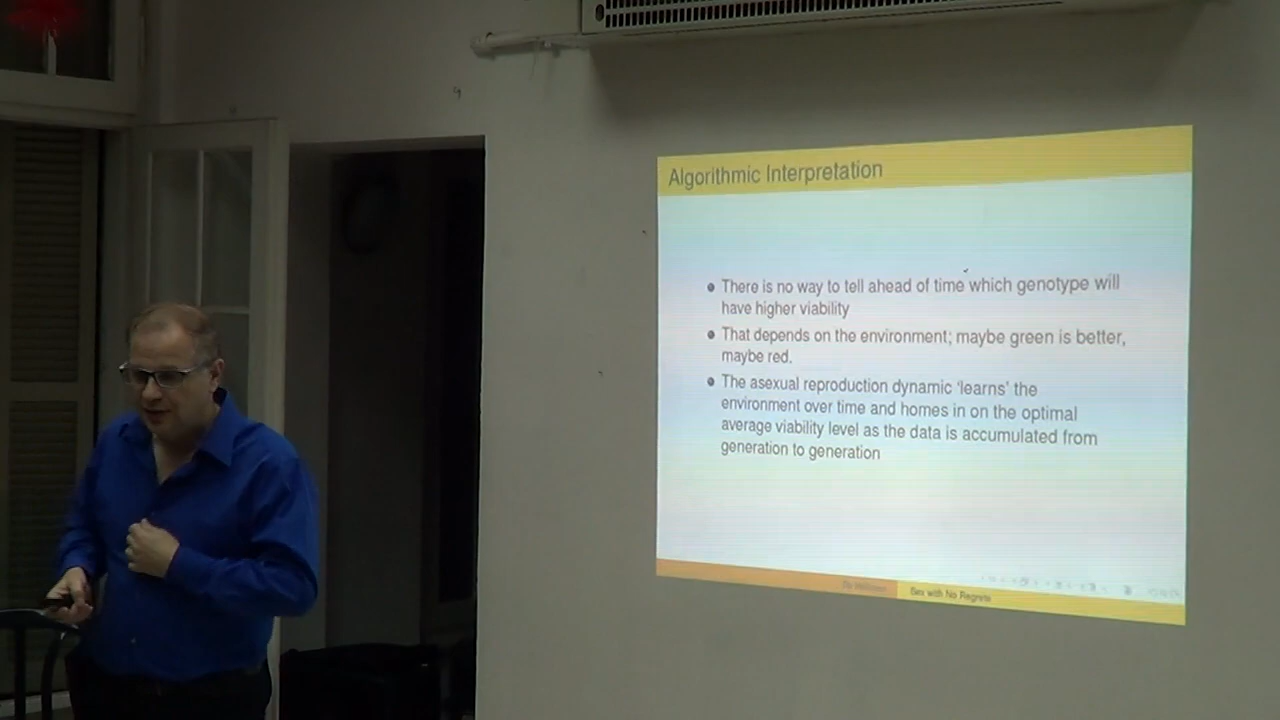 Algorithmic Interpretation
There is no way to tell ahead of time which genotype will
have higher viability
That depends on the environment; maybe green is better,
maybe red.
The asexual reproduction dynamic ‘learns’ the
environment over time and homes in on the optimal
average viability level as the data is accumulated from
generation to generation
Sex with No Regrets